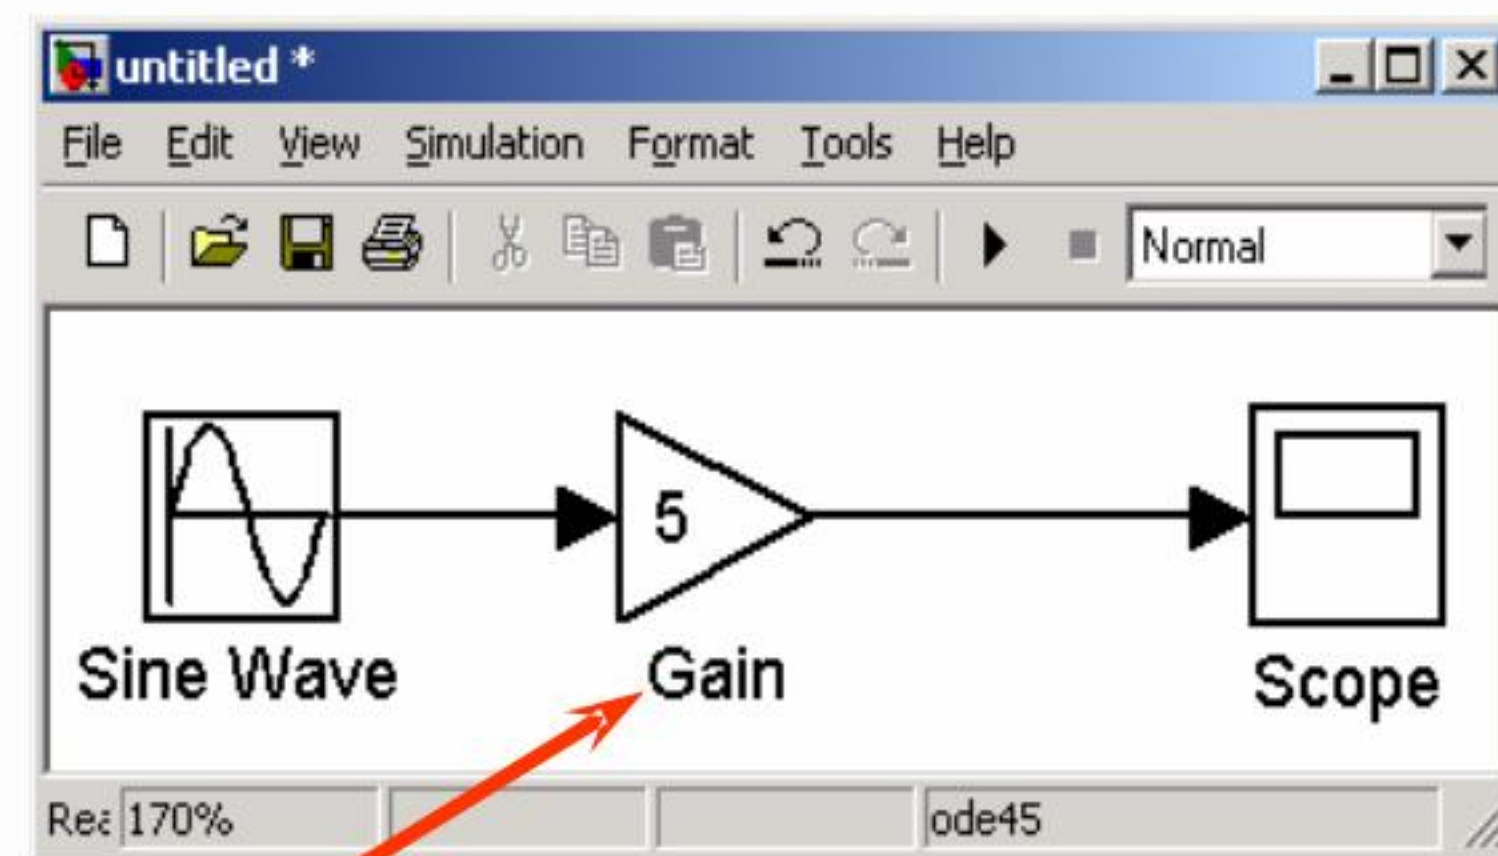 untitled *
File Edit View Simulation Format Tools Help
Normal
5
Sine Wave Gain Scope
170% ode45